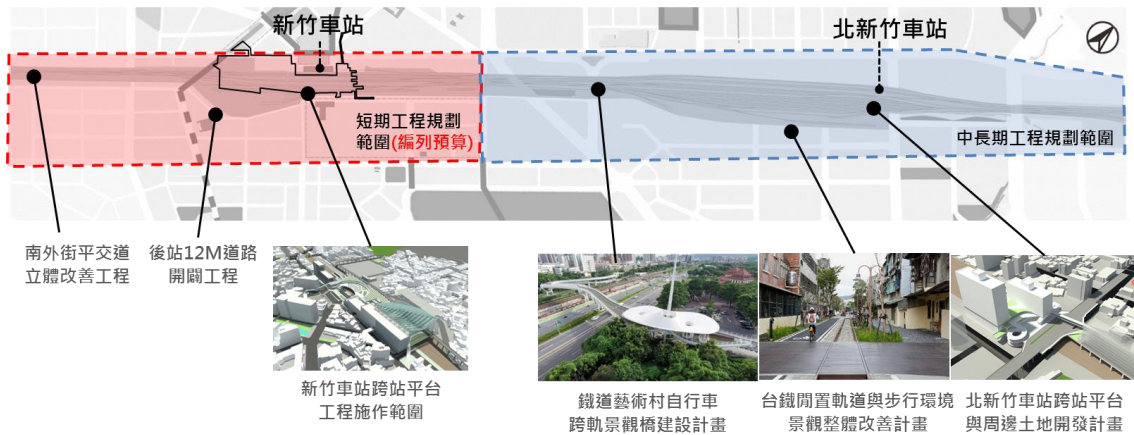 新竹車站
北新竹車站
短期工程規劃
範圍(編列預算)
中長期工程規劃範圍
南外街平交道
立體改善工程
後站12M道路
開闢工程
新竹車站跨站平台
工程施作範圍
鐵道藝術村自行車
跨軌景觀橋建設計畫
台鐵閒置軌道與步行環境
景觀整體改善計畫
北新竹車站跨站平台
與周邊土地開發計畫